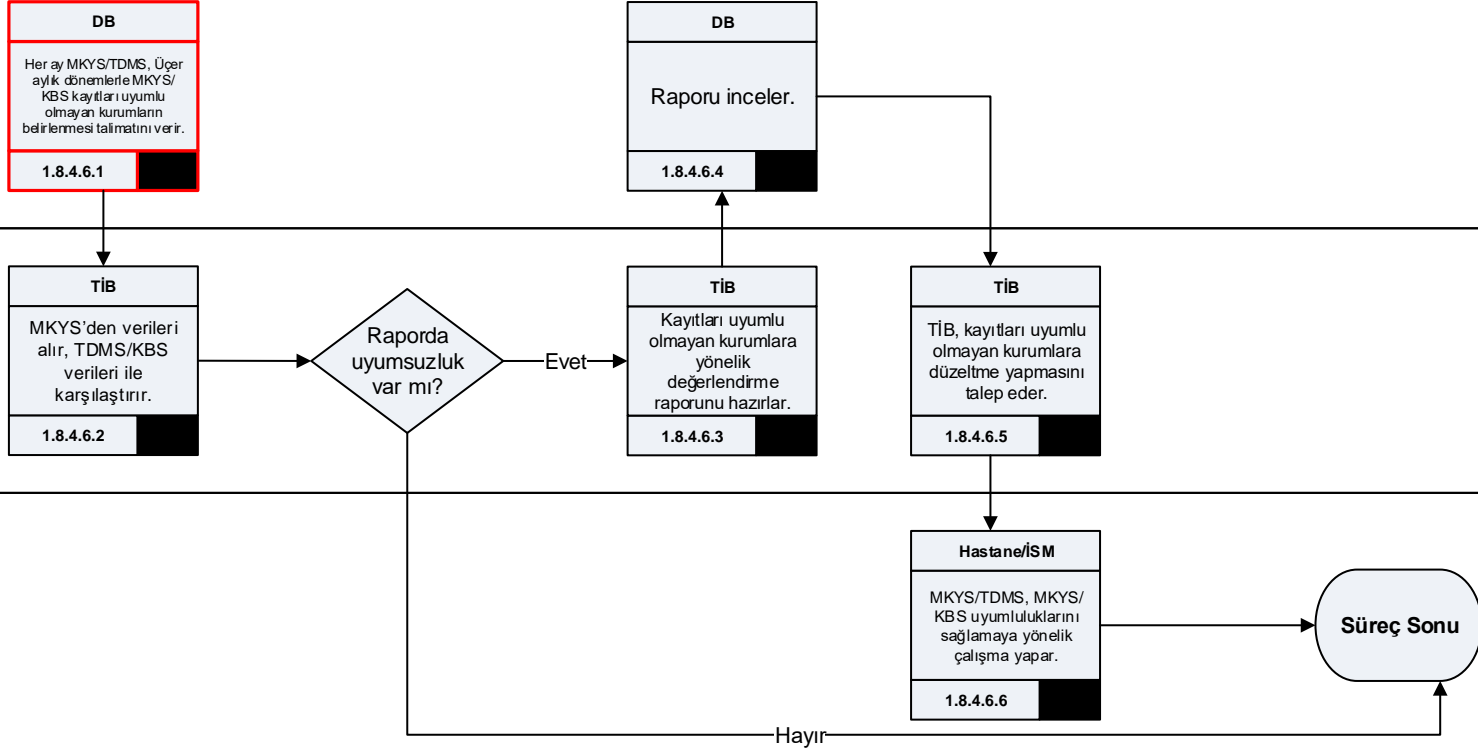 DB
Her ay MKYS/TDMS, Üçer
aylık dönemlerle MKYS/
KBS kayıtları uyumlu
olmayan kurumların
belirlenmesi talimatını verir.
1.8.4.6.1
DB
Raporu inceler.
1.8.4.6.4
TİB
MKYS’den verileri
alır, TDMS/KBS
verileri ile
karşılaştırır.
1.8.4.6.2
Raporda
uyumsuzluk
var mı?
Evet
TİB
Kayıtları uyumlu
olmayan kurumlara
yönelik
değerlendirme
raporunu hazırlar.
1.8.4.6.3
TİB
TİB, kayıtları uyumlu
olmayan kurumlara
düzeltme yapmasını
talep eder.
1.8.4.6.5
Hastane/İSM
MKYS/TDMS, MKYS/
KBS uyumluluklarını
sağlamaya yönelik
çalışma yapar.
1.8.4.6.6
Süreç Sonu
Hayır